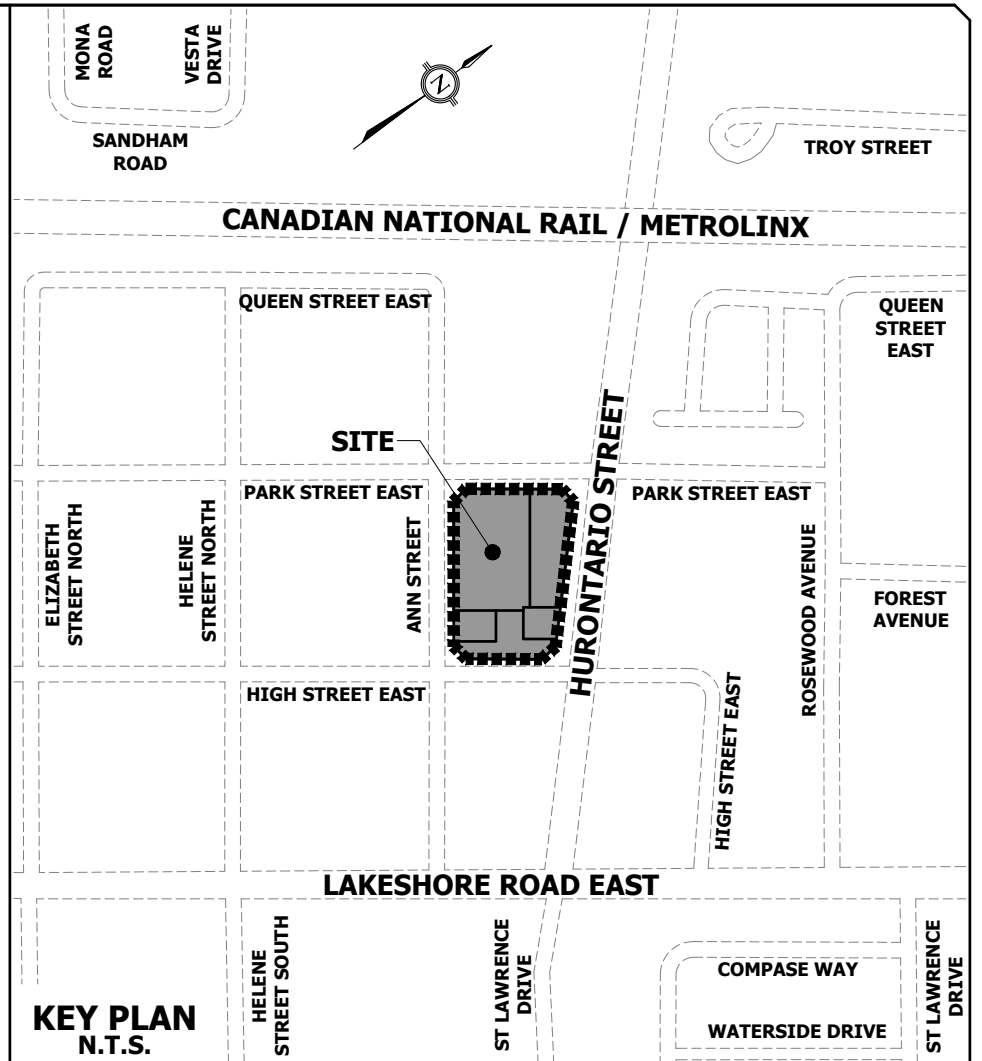 MONA
ROAD
VESTA
DRIVE
N
SANDHAM
ROAD
TROY STREET
CANADIAN NATIONAL RAIL / METROLINX
QUEEN STREET EAST
QUEEN
STREET
EAST
SITE
PARK STREET EAST
PARK STREET EAST
HURONTARIO STREET
ELIZABETH
STREET NORTH
HELENE
STREET NORTH
ANN STREET
ROSEWOOD AVENUE
FOREST
AVENUE
HIGH STREET EAST
HIGH STREET EAST
LAKESHORE ROAD EAST
HELENE
STREET SOUTH
ST LAWRENCE
DRIVE
COMPASE WAY
WATERSIDE DRIVE
ST LAWRENCE
DRIVE
KEY PLAN
N.T.S.